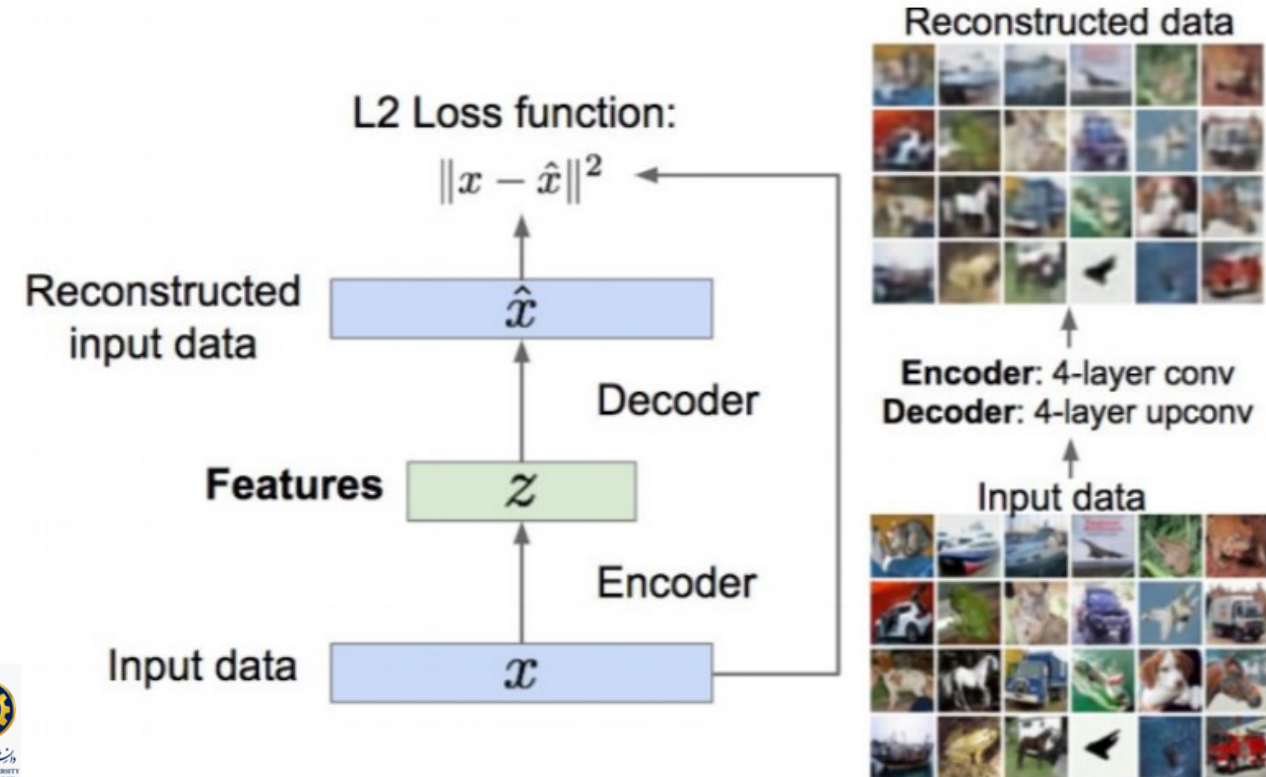 Reconstructed data
L2 Loss function:
‖x − x̂‖²
Reconstructed
input data
x̂
Decoder
Encoder: 4-layer conv
Decoder: 4-layer upconv
Features
z
Input data
Encoder
Input data
x